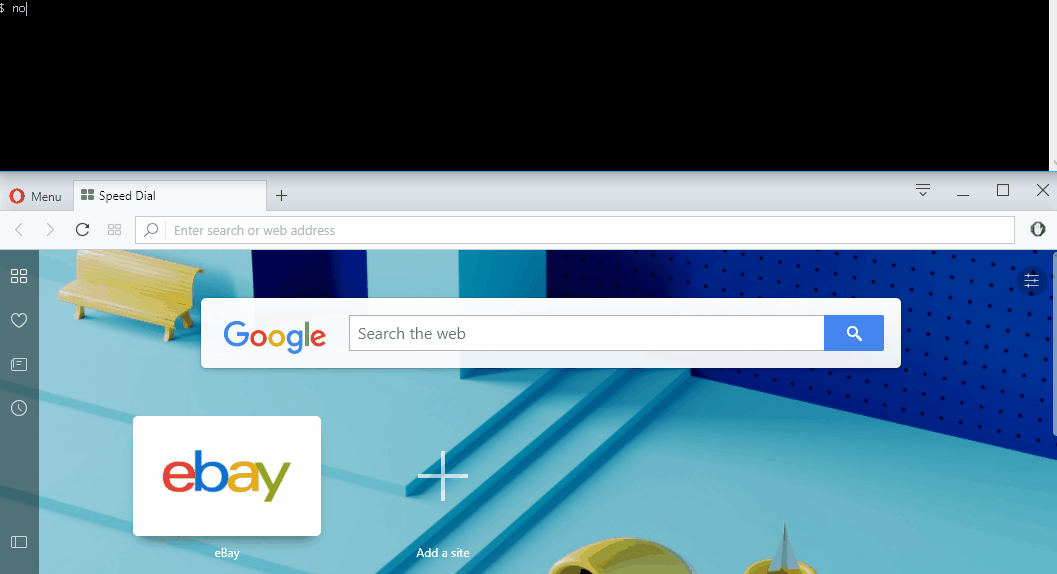 $ no
Menu
Speed Dial
Enter search or web address
Google
Search the web
ebay
eBay
Add a site